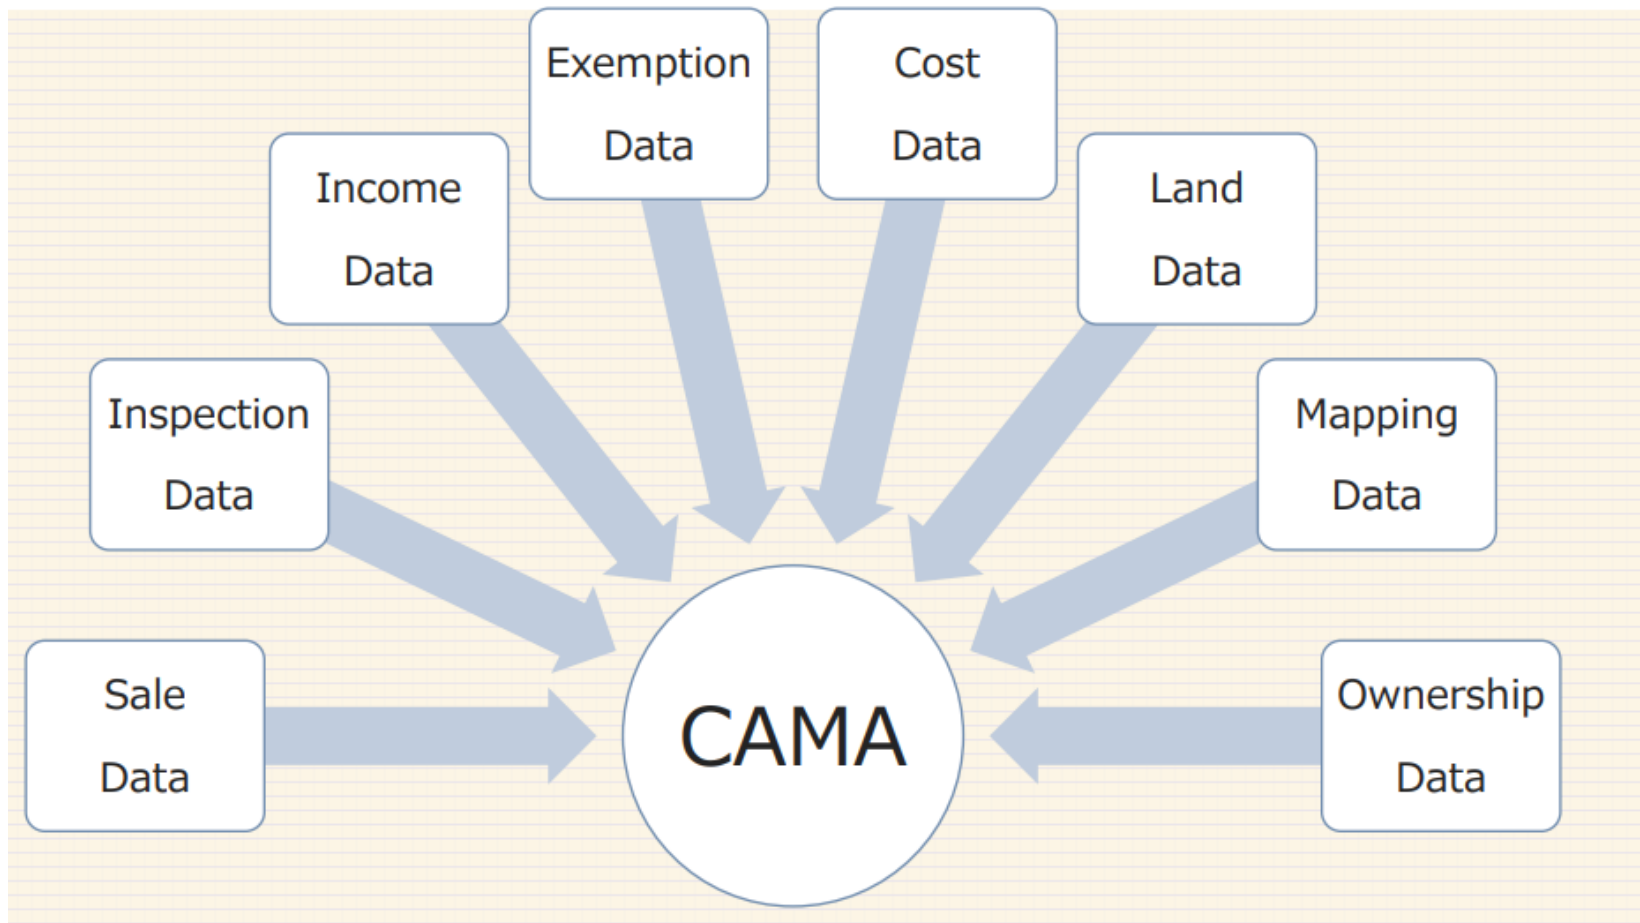 Exemption
Data
Cost
Data
Income
Data
Land
Data
Inspection
Data
Mapping
Data
Sale
Data
CAMA
Ownership
Data